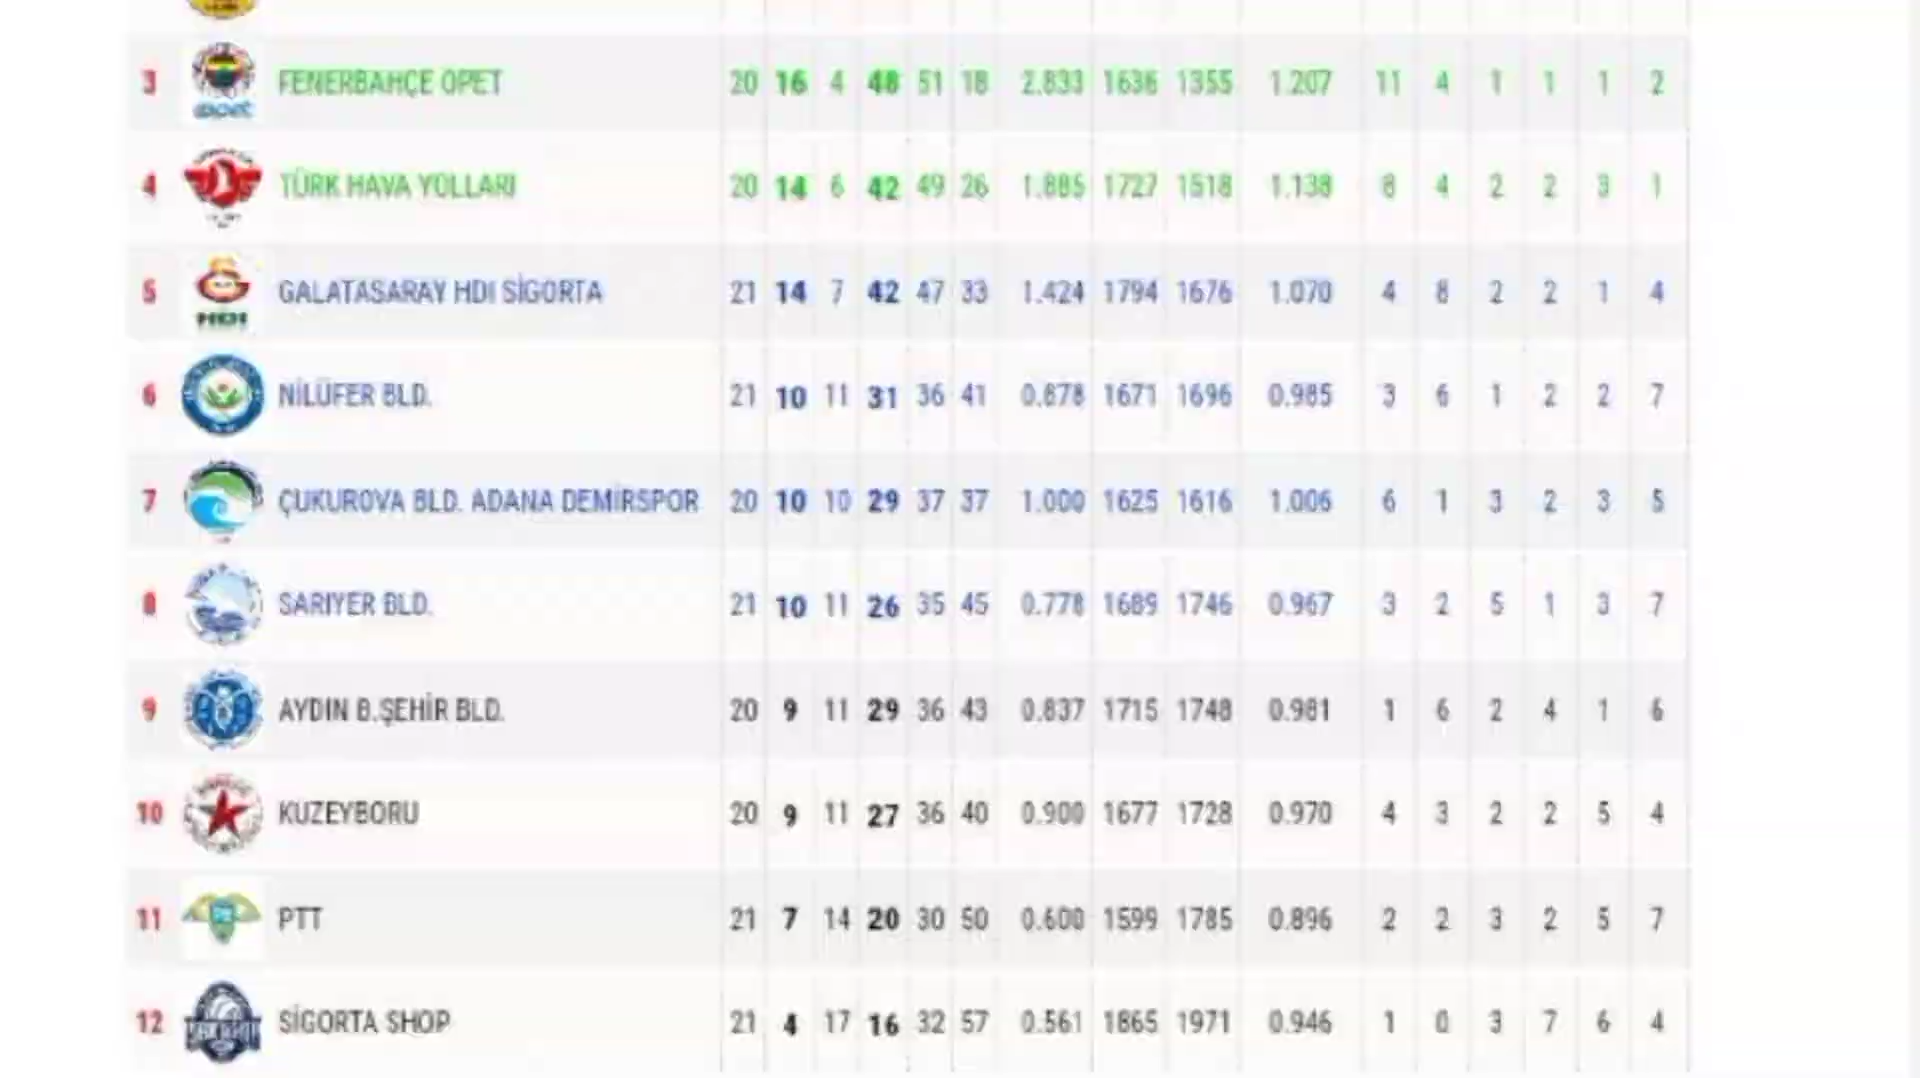 3 FENERBAHÇE OPET 20 16 4 48 51 18 2.833 1636 1355 1.207 11 4 1 1 1 2
4 TÜRK HAVA YOLLARI 20 14 6 42 49 26 1.885 1727 1518 1.138 8 4 2 2 3 1
5 HDI GALATASARAY HDI SİGORTA 21 14 7 42 47 33 1.424 1794 1676 1.070 4 8 2 2 1 4
6 NİLÜFER BLD. 21 10 11 31 36 41 0.878 1671 1696 0.985 3 6 1 2 2 7
7 ÇUKUROVA BLD. ADANA DEMİRSPOR 20 10 10 29 37 37 1.000 1625 1616 1.006 6 1 3 2 3 5
8 SARIYER BLD. 21 10 11 26 35 45 0.778 1689 1746 0.967 3 2 5 1 3 7
9 AYDIN B.ŞEHİR BLD. 20 9 11 29 36 43 0.837 1715 1748 0.981 1 6 2 4 1 6
10 KUZEYBORU 20 9 11 27 36 40 0.900 1677 1728 0.970 4 3 2 2 5 4
11 PTT 21 7 14 20 30 50 0.600 1599 1785 0.896 2 2 3 2 5 7
12 SİGORTA SHOP 21 4 17 16 32 57 0.561 1865 1971 0.946 1 0 3 7 6 4